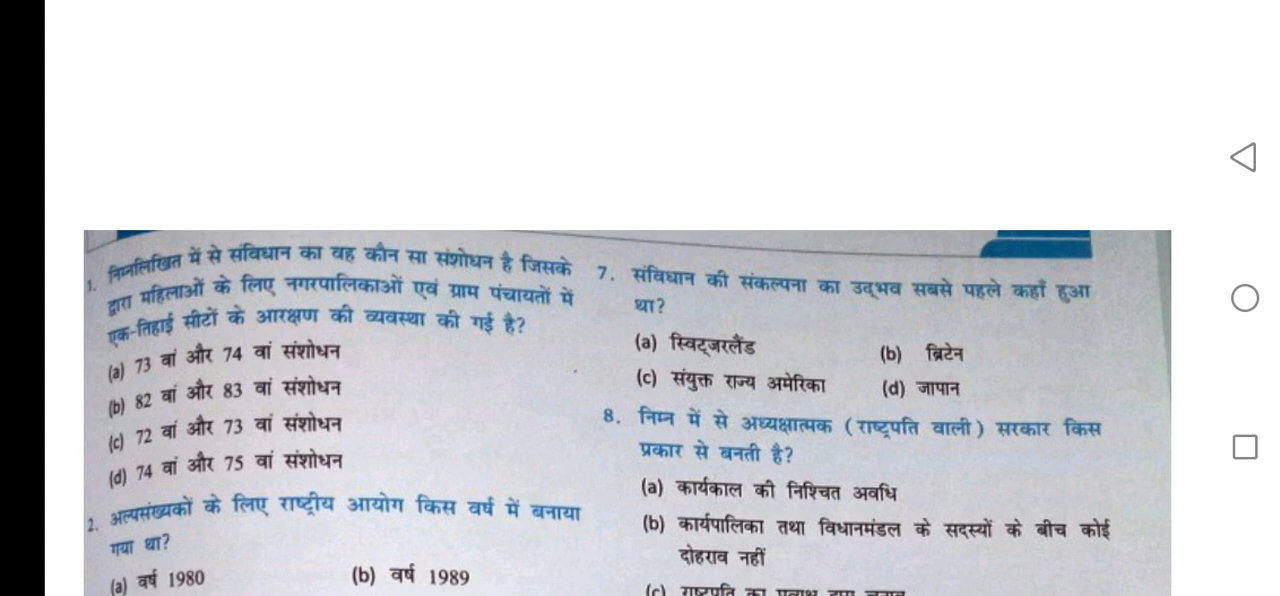 1. निम्नलिखित में से संविधान का वह कौन सा संशोधन है जिसके
द्वारा महिलाओं के लिए नगरपालिकाओं एवं ग्राम पंचायतों में
एक-तिहाई सीटों के आरक्षण की व्यवस्था की गई है?
(a) 73 वां और 74 वां संशोधन
(b) 82 वां और 83 वां संशोधन
(c) 72 वां और 73 वां संशोधन
(d) 74 वां और 75 वां संशोधन
2. अल्पसंख्यकों के लिए राष्ट्रीय आयोग किस वर्ष में बनाया
गया था?
(a) वर्ष 1980 (b) वर्ष 1989
7. संविधान की संकल्पना का उद्भव सबसे पहले कहाँ हुआ
था?
(a) स्विट्जरलैंड (b) ब्रिटेन
(c) संयुक्त राज्य अमेरिका (d) जापान
8. निम्न में से अध्यक्षात्मक (राष्ट्रपति वाली) सरकार किस
प्रकार से बनती है?
(a) कार्यकाल की निश्चित अवधि
(b) कार्यपालिका तथा विधानमंडल के सदस्यों के बीच कोई
दोहराव नहीं
(c) राष्ट्रपति का